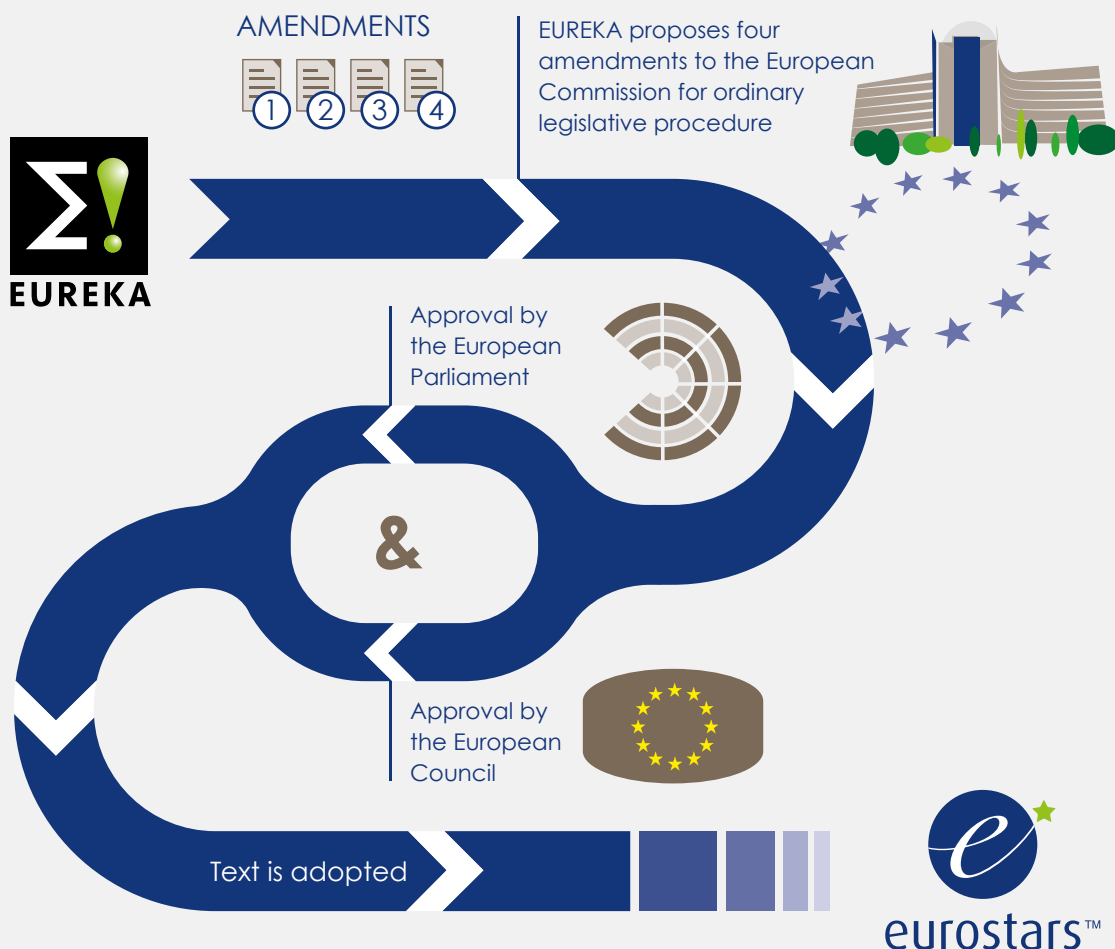 AMENDMENTS
1 2 3 4
EUREKA proposes four
amendments to the European
Commission for ordinary
legislative procedure
Σ!
EUREKA
Approval by
the European
Parliament
&
Approval by
the European
Council
Text is adopted
e
eurostars™